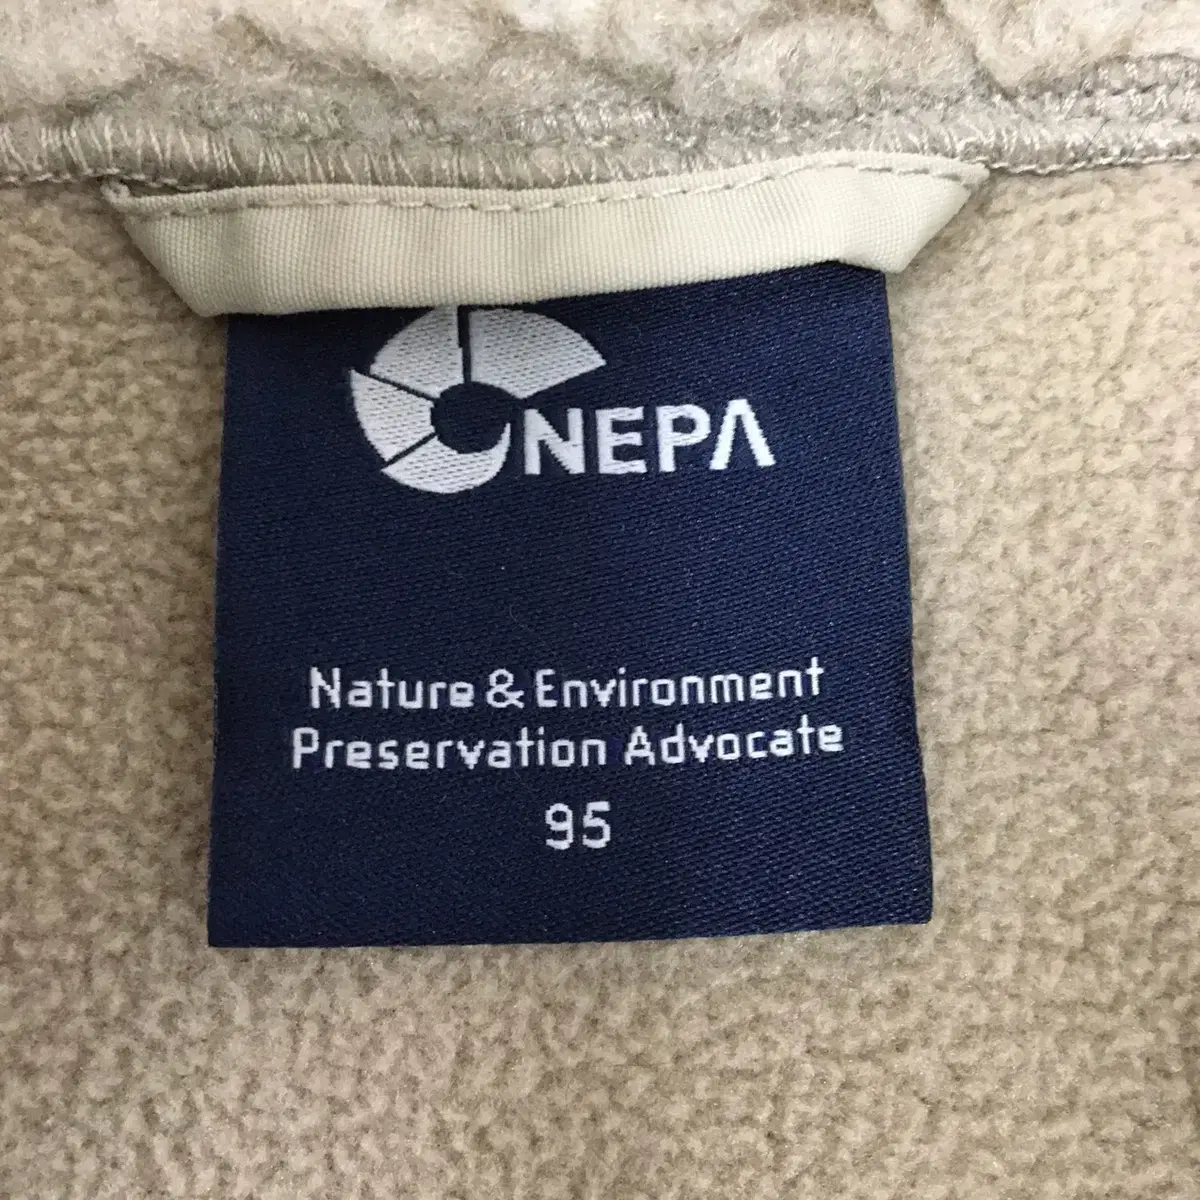 NEPA
Nature & Environment
Preservation Advocate
95